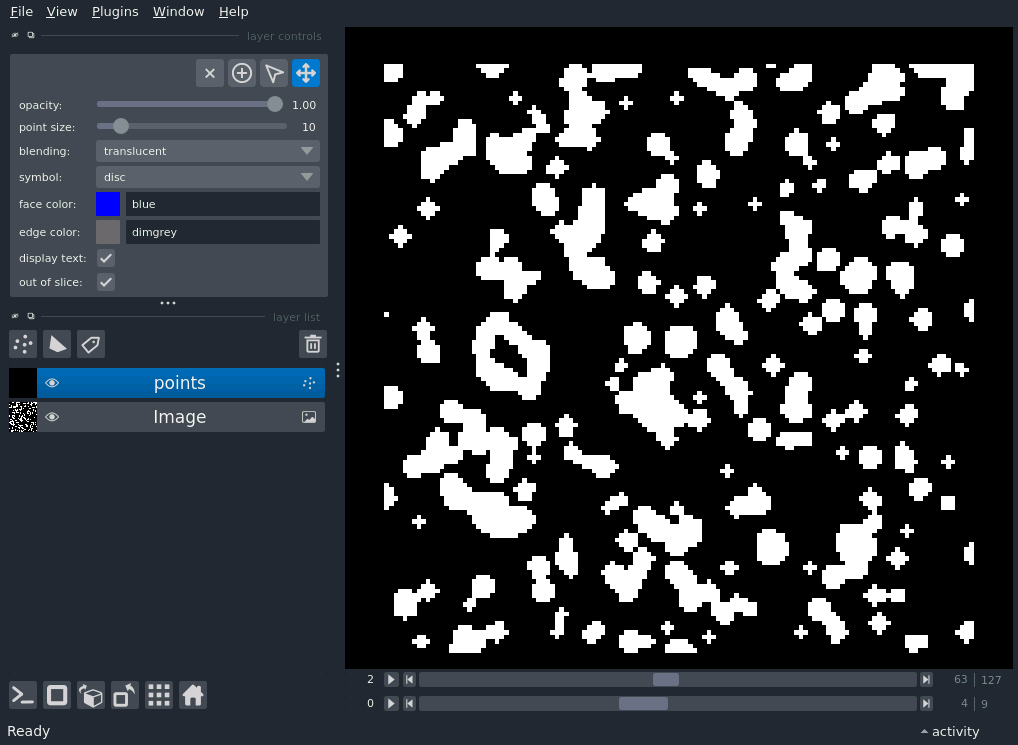 File View Plugins Window Help
layer controls
opacity: 1.00
point size: 10
blending: translucent
symbol: disc
face color: blue
edge color: dimgrey
display text:
out of slice:
layer list
points
Image
2 63 127
0 4 9
Ready activity